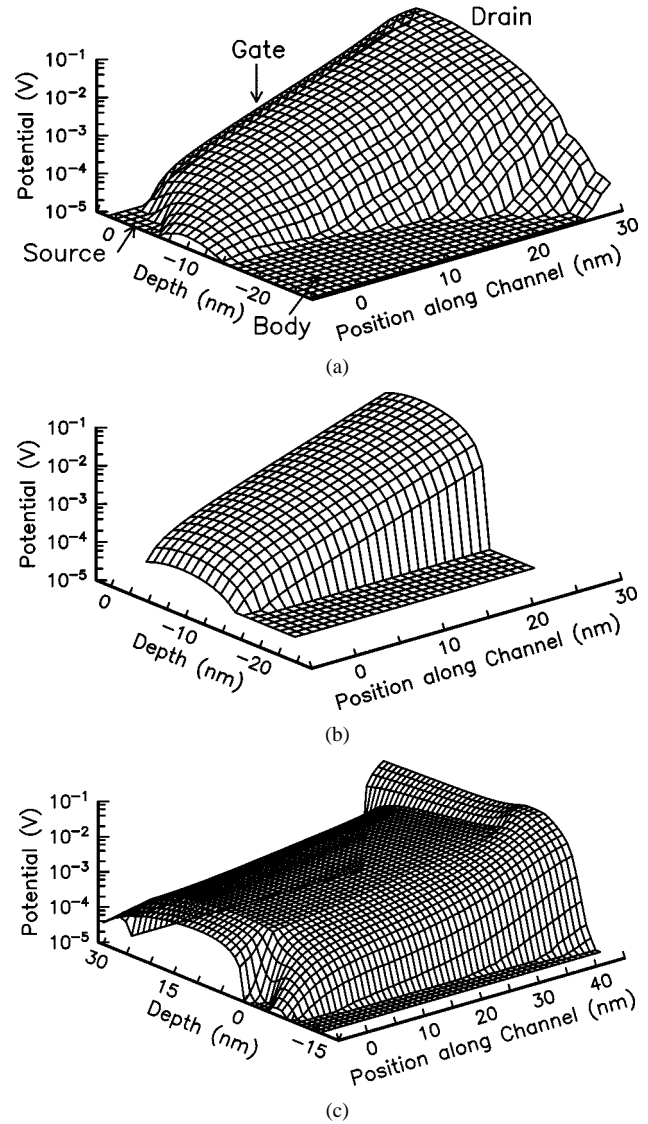 Drain
Gate
Potential (V)
10⁻¹
10⁻²
10⁻³
10⁻⁴
10⁻⁵
0
−10
−20
Source
Depth (nm)
Body
0
10
20
30
Position along Channel (nm)
(a)
Potential (V)
10⁻¹
10⁻²
10⁻³
10⁻⁴
10⁻⁵
0
−10
−20
Depth (nm)
0
10
20
30
Position along Channel (nm)
(b)
Potential (V)
10⁻¹
10⁻²
10⁻³
10⁻⁴
10⁻⁵
30
15
0
−15
Depth (nm)
0
10
20
30
40
Position along Channel (nm)
(c)